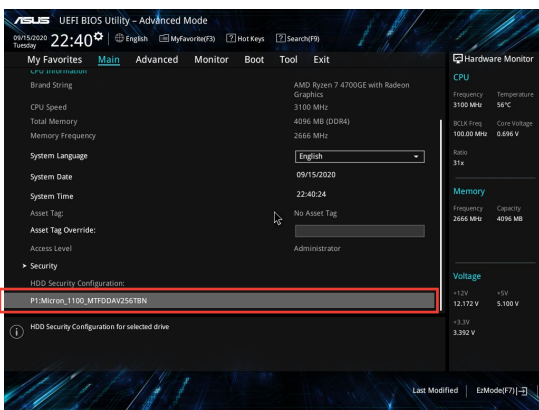 ASUS UEFI BIOS Utility – Advanced Mode
09/15/2020 Tuesday 22:40 English MyFavorite(F3) Hot Keys Search(F9)
My Favorites Main Advanced Monitor Boot Tool Exit
CPU Information
Brand String AMD Ryzen 7 4700GE with Radeon Graphics
CPU Speed 3100 MHz
Total Memory 4096 MB (DDR4)
Memory Frequency 2666 MHz
System Language English
System Date 09/15/2020
System Time 22:40:24
Asset Tag: No Asset Tag
Asset Tag Override:
Access Level Administrator
Security
HDD Security Configuration:
P1:Micron_1100_MTFDDAV256TBN
HDD Security Configuration for selected drive
Hardware Monitor
CPU
Frequency Temperature
3100 MHz 56°C
BCLK Freq Core Voltage
100.00 MHz 0.696 V
Ratio
31x
Memory
Frequency Capacity
2666 MHz 4096 MB
Voltage
+12V +5V
12.172 V 5.100 V
+3.3V
3.392 V
Last Modified EzMode(F7)